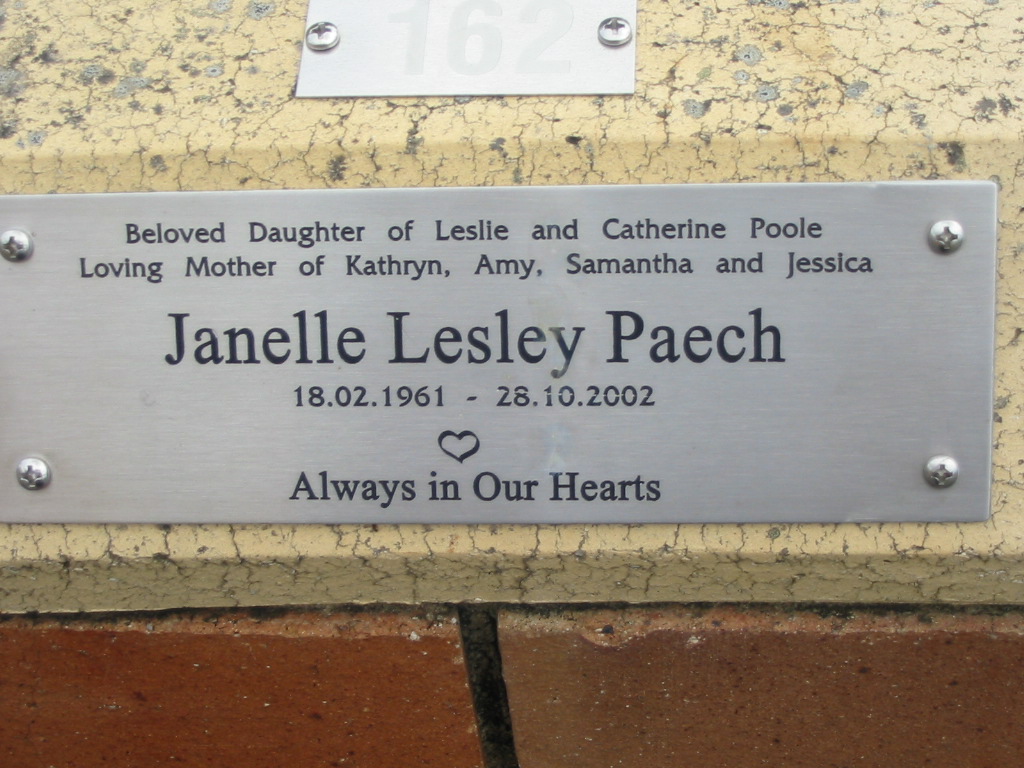 162
Beloved Daughter of Leslie and Catherine Poole
Loving Mother of Kathryn, Amy, Samantha and Jessica
Janelle Lesley Paech
18.02.1961 - 28.10.2002
Always in Our Hearts